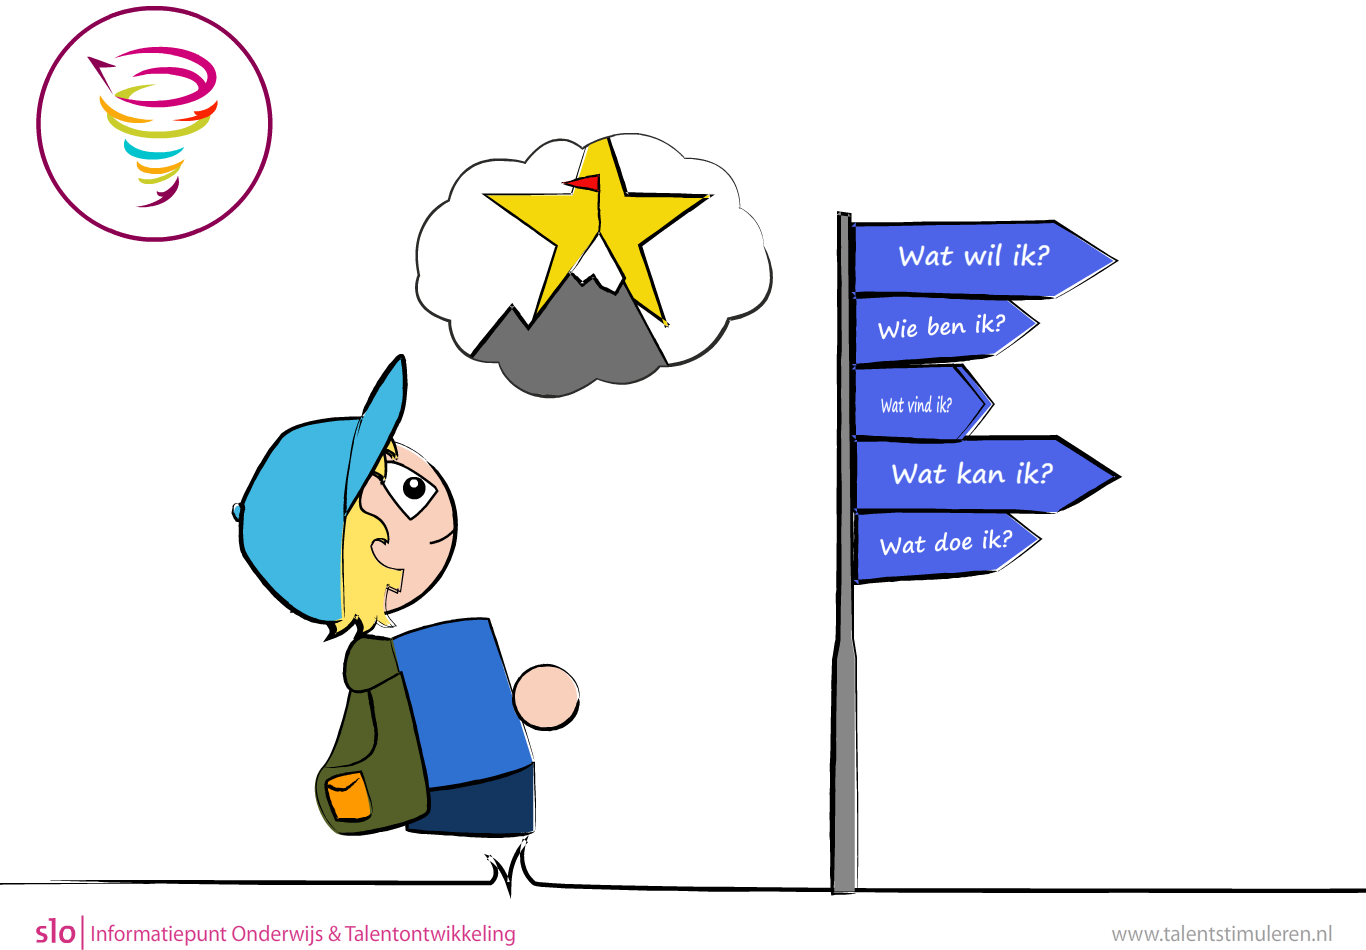 Wat wil ik?
Wie ben ik?
Wat vind ik?
Wat kan ik?
Wat doe ik?
slo | Informatiepunt Onderwijs & Talentontwikkeling
www.talentstimuleren.nl